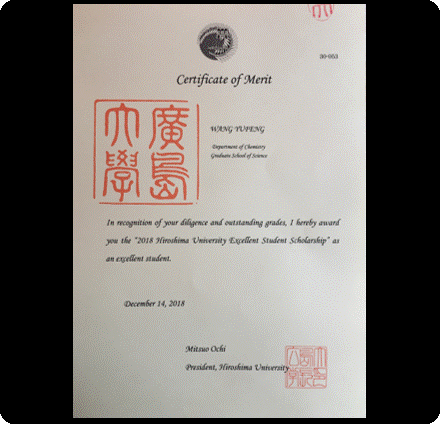 30-053
Certificate of Merit
廣島
大學
WANG YUFENG
Department of Chemistry
Graduate School of Science
In recognition of your diligence and outstanding grades, I hereby award
you the "2018 Hiroshima University Excellent Student Scholarship" as
an excellent student.
December 14, 2018
Mitsuo Ochi
President, Hiroshima University